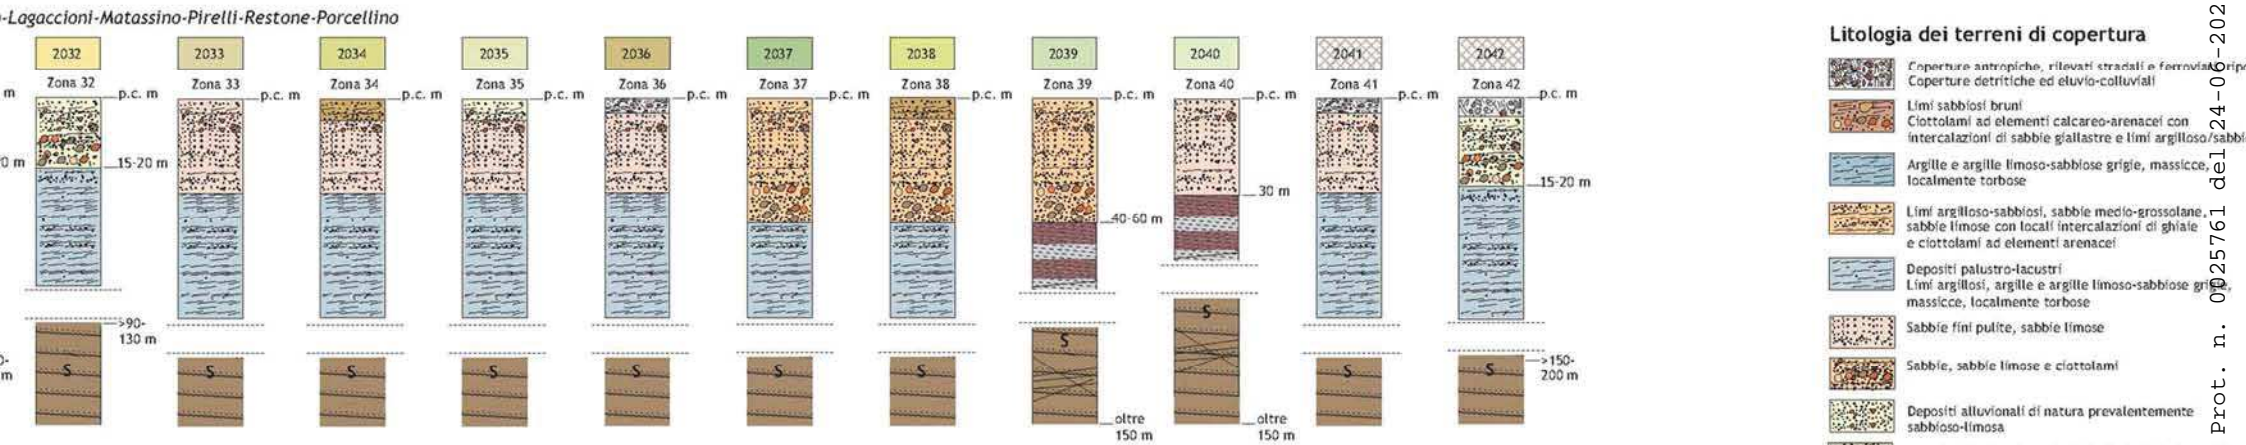 -Lagaccioni-Matassino-Pirelli-Restone-Porcellino
2032 2033 2034 2035 2036 2037 2038 2039 2040 2041 2042
Zona 32 Zona 33 Zona 34 Zona 35 Zona 36 Zona 37 Zona 38 Zona 39 Zona 40 Zona 41 Zona 42
m p.c. m p.c. m p.c. m p.c. m p.c. m p.c. m p.c. m p.c. m p.c. m p.c. m p.c. m
0 m 15-20 m 15-20 m
30 m
40-60 m
>90-
130 m
>150-
200 m
m
S S S S S S S S S S S
oltre
150 m
oltre
150 m
Litologia dei terreni di copertura
Coperture antropiche, rilevati stradali e
Coperture detritiche ed eluvio-colluviali
Limi sabbiosi bruni
Ciottolami ad elementi calcareo-arenacei con
intercalazioni di sabbie giallastre e limi argilloso/sabbi
Argille e argille limoso-sabbiose grigie, massicce,
localmente torbose
Limi argilloso-sabbiosi, sabbie medio-grossolane,
sabbie limose con locali intercalazioni di ghiaie
e ciottolami ad elementi arenacei
Depositi palustro-lacustri
Limi argillosi, argille e argille limoso-sabbiose grigie,
massicce, localmente torbose
Sabbie fini pulite, sabbie limose
Sabbie, sabbie limose e ciottolami
Depositi alluvionali di natura prevalentemente
sabbioso-limosa
Prot. n. 0025761 del 24-06-202